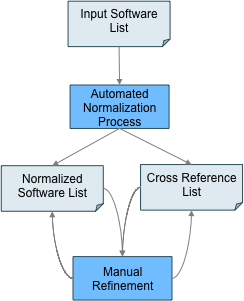 Input Software
List
Automated
Normalization
Process
Normalized
Software List
Cross Reference
List
Manual
Refinement